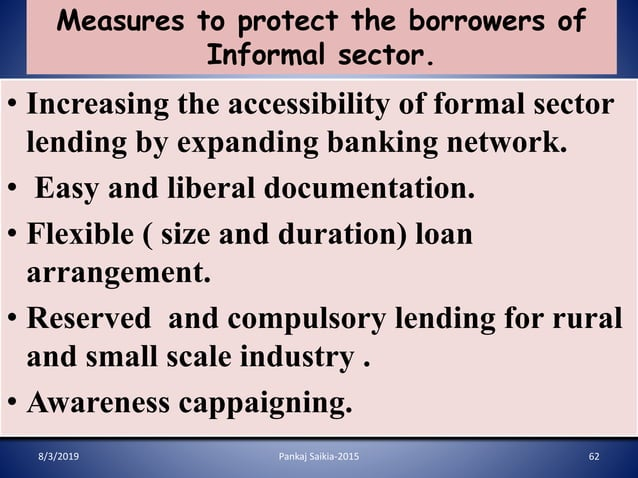 Measures to protect the borrowers of
Informal sector.
• Increasing the accessibility of formal sector
lending by expanding banking network.
• Easy and liberal documentation.
• Flexible ( size and duration) loan
arrangement.
• Reserved and compulsory lending for rural
and small scale industry .
• Awareness cappaigning.
8/3/2019 Pankaj Saikia-2015 62